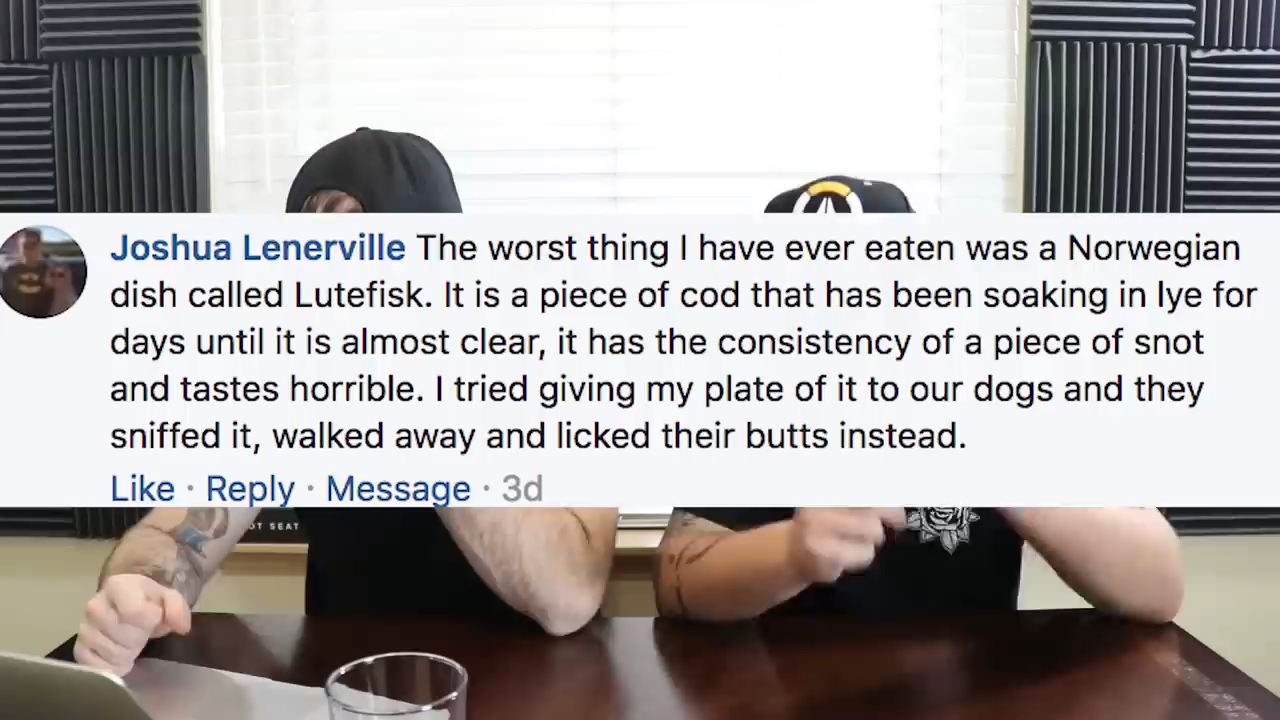 Joshua Lenerville The worst thing I have ever eaten was a Norwegian
dish called Lutefisk. It is a piece of cod that has been soaking in lye for
days until it is almost clear, it has the consistency of a piece of snot
and tastes horrible. I tried giving my plate of it to our dogs and they
sniffed it, walked away and licked their butts instead.
Like · Reply · Message · 3d
OT SEAT